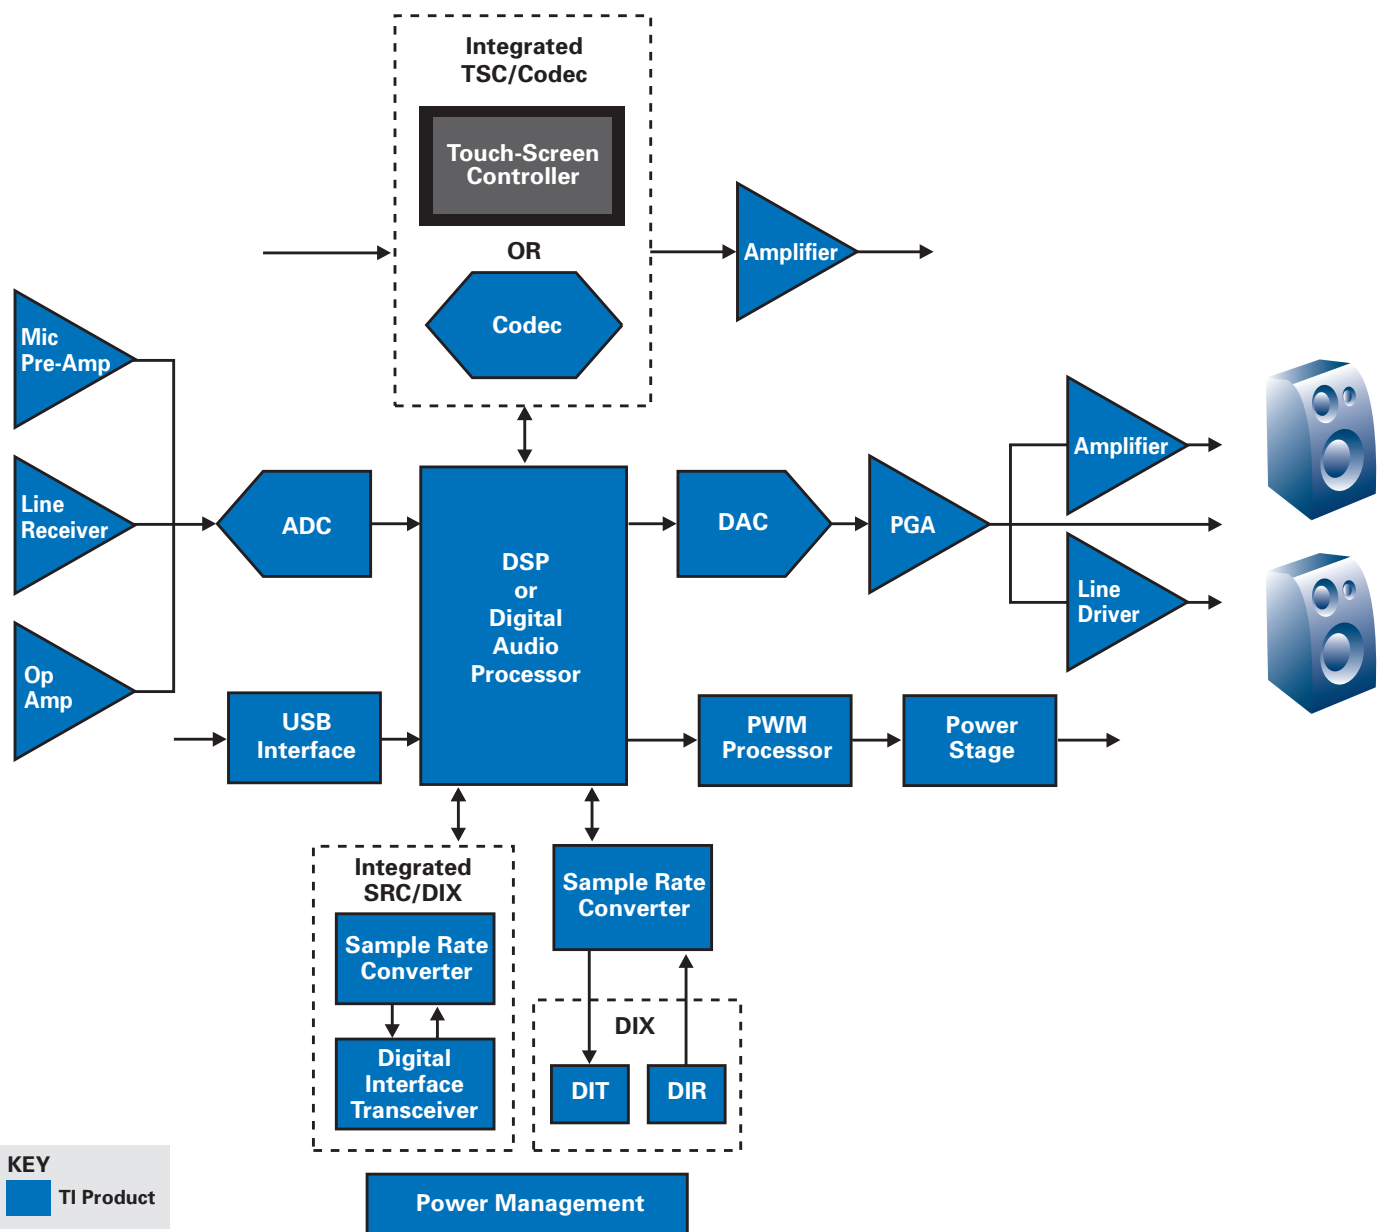 Integrated
TSC/Codec
Touch-Screen
Controller
OR
Codec
Amplifier
Mic
Pre-Amp
Line
Receiver
Op
Amp
ADC
DSP
or
Digital
Audio
Processor
DAC
PGA
Amplifier
Line
Driver
USB
Interface
PWM
Processor
Power
Stage
Integrated
SRC/DIX
Sample Rate
Converter
Digital
Interface
Transceiver
Sample Rate
Converter
DIX
DIT
DIR
Power Management
KEY
TI Product